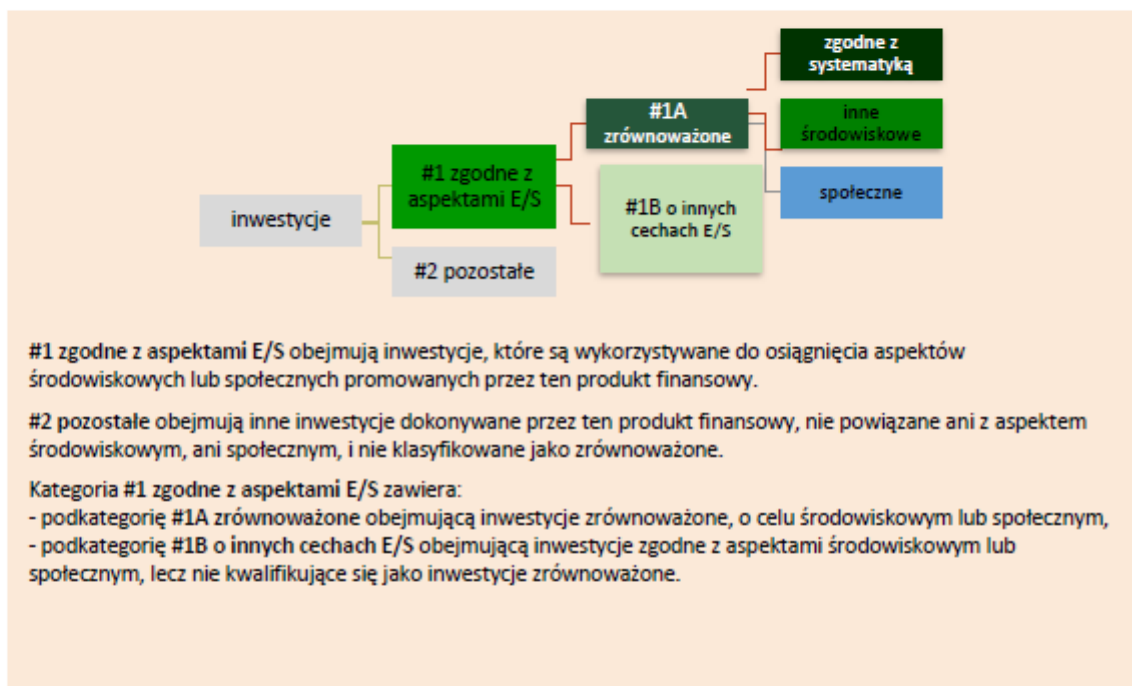 zgodne z
systematyką
#1A
zrównoważone
inne
środowiskowe
#1 zgodne z
aspektami E/S
społeczne
#1B o innych
cechach E/S
inwestycje
#2 pozostałe
#1 zgodne z aspektami E/S obejmują inwestycje, które są wykorzystywane do osiągnięcia aspektów
środowiskowych lub społecznych promowanych przez ten produkt finansowy.
#2 pozostałe obejmują inne inwestycje dokonywane przez ten produkt finansowy, nie powiązane ani z aspektem
środowiskowym, ani społecznym, i nie klasyfikowane jako zrównoważone.
Kategoria #1 zgodne z aspektami E/S zawiera:
- podkategorię #1A zrównoważone obejmującą inwestycje zrównoważone, o celu środowiskowym lub społecznym,
- podkategorię #1B o innych cechach E/S obejmującą inwestycje zgodne z aspektami środowiskowym lub
społecznym, lecz nie kwalifikujące się jako inwestycje zrównoważone.